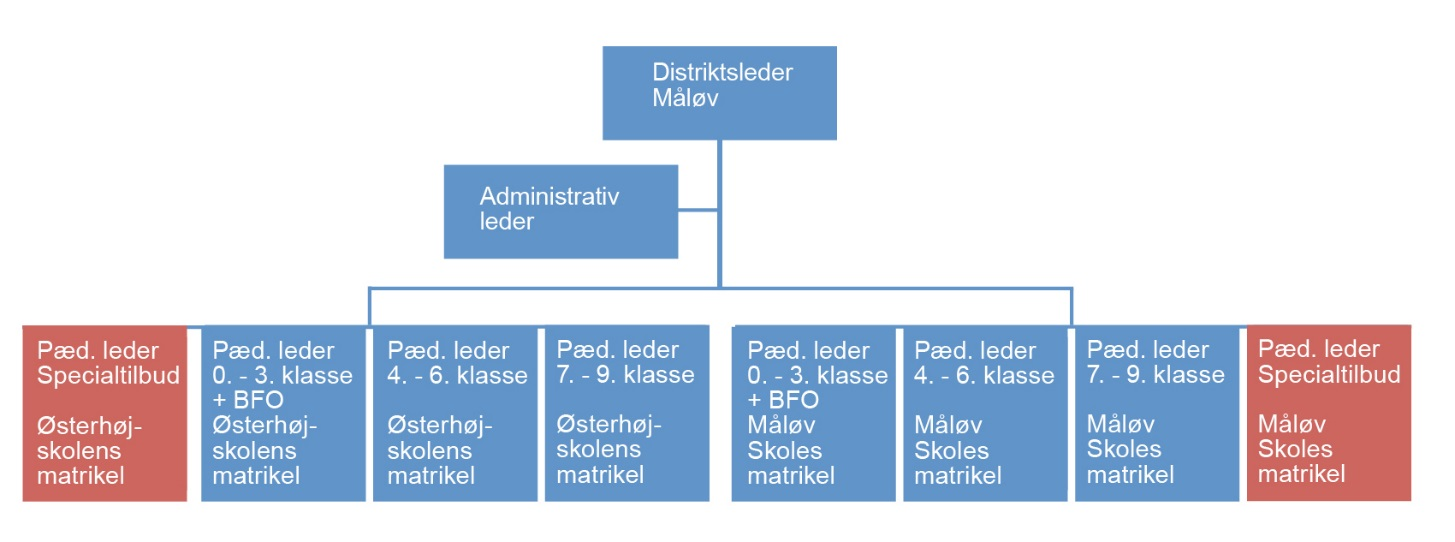 Distriktsleder
Måløv
Administrativ
leder
Pæd. leder
Specialtilbud
Østerhøj-
skolens
matrikel
Pæd. leder
0. - 3. klasse
+ BFO
Østerhøj-
skolens
matrikel
Pæd. leder
4. - 6. klasse
Østerhøj-
skolens
matrikel
Pæd. leder
7. - 9. klasse
Østerhøj-
skolens
matrikel
Pæd. leder
0. - 3. klasse
+ BFO
Måløv
Skoles
matrikel
Pæd. leder
4. - 6. klasse
Måløv
Skoles
matrikel
Pæd. leder
7. - 9. klasse
Måløv
Skoles
matrikel
Pæd. leder
Specialtilbud
Måløv
Skoles
matrikel